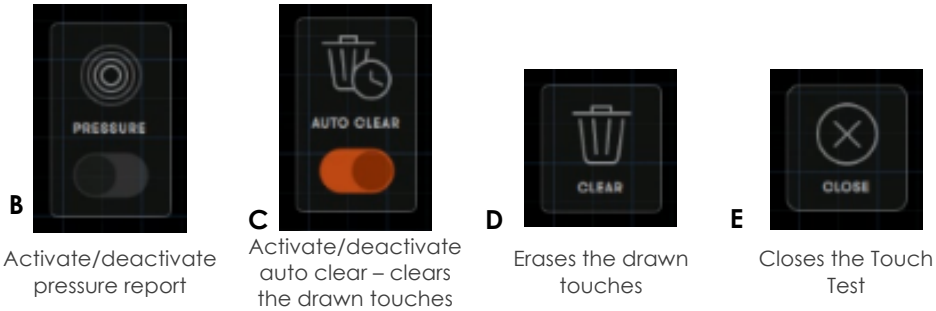 PRESSURE
B
Activate/deactivate
pressure report
AUTO CLEAR
C
Activate/deactivate
auto clear – clears
the drawn touches
CLEAR
D
Erases the drawn
touches
CLOSE
E
Closes the Touch
Test